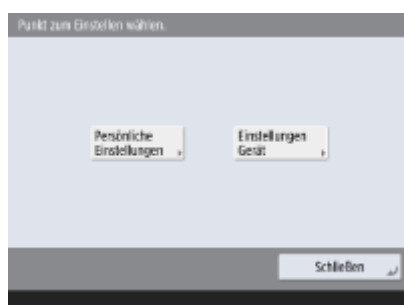 Punkt zum Einstellen wählen.
Persönliche
Einstellungen
Einstellungen
Gerät
Schließen